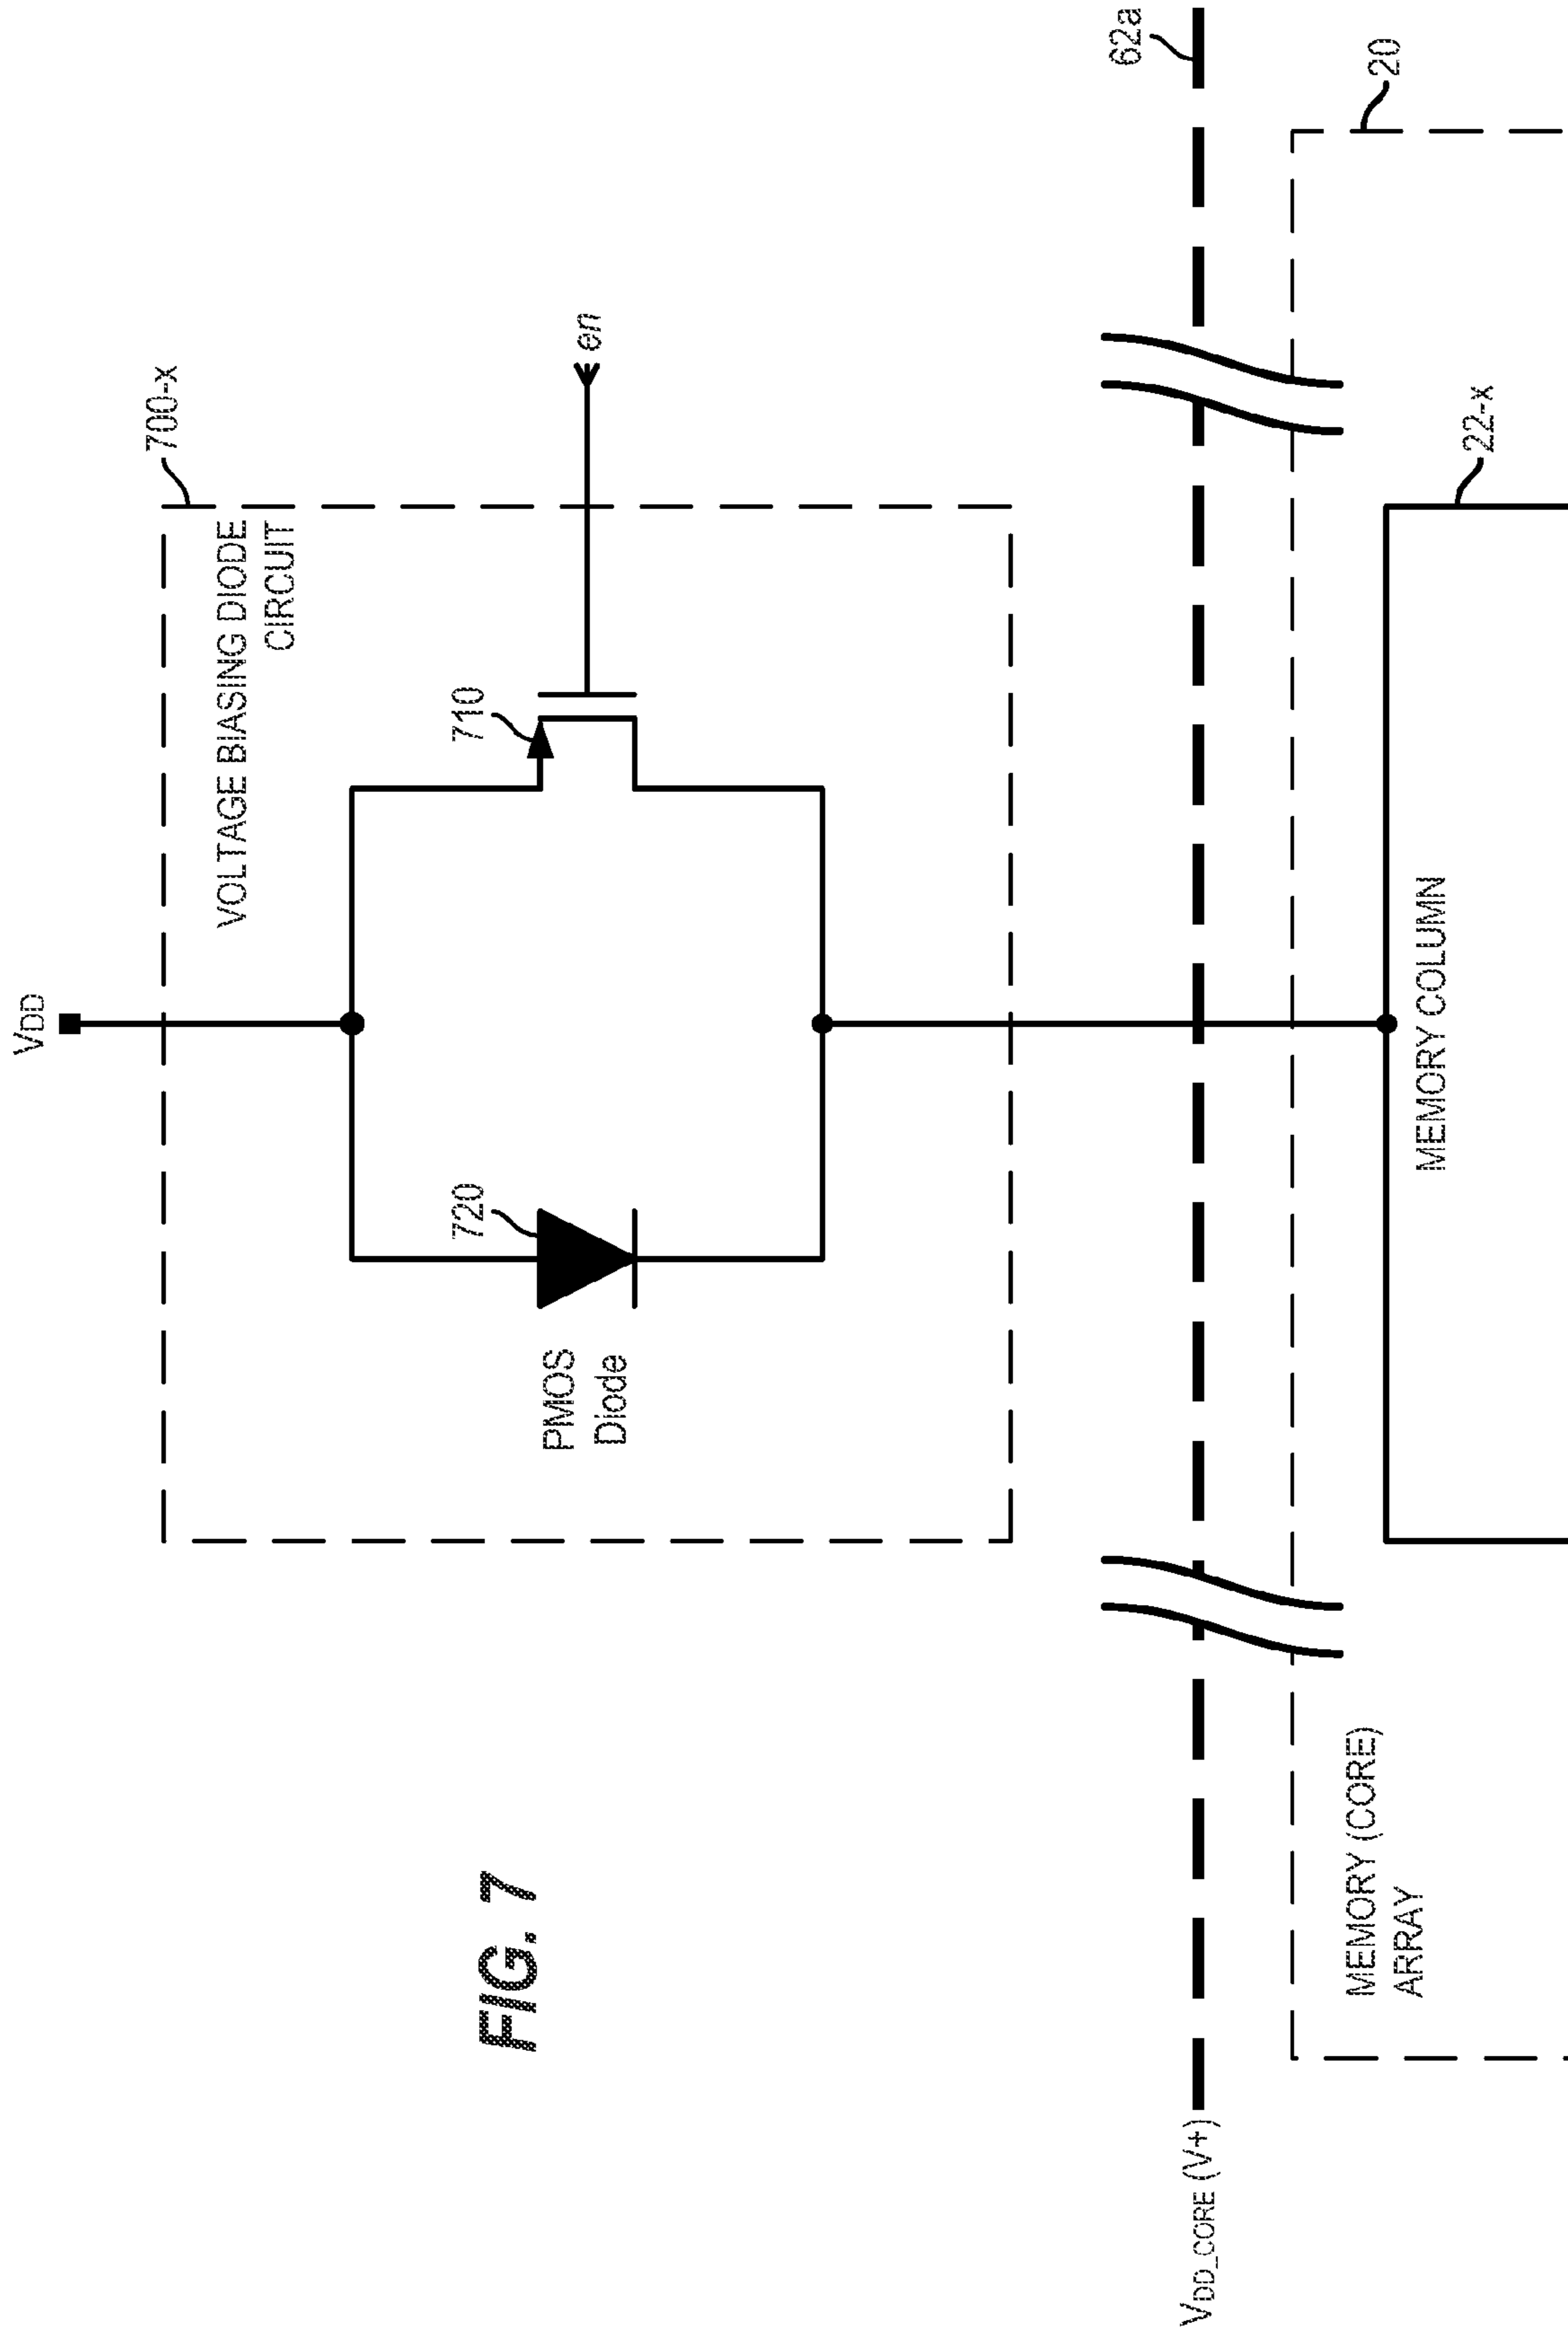 FIG. 7
VDD
700-x
VOLTAGE BIASING DIODE
CIRCUIT
720
710
PMOS
Diode
en
VDD_CORE (V+)
62a
20
MEMORY (CORE)
ARRAY
22-x
MEMORY COLUMN